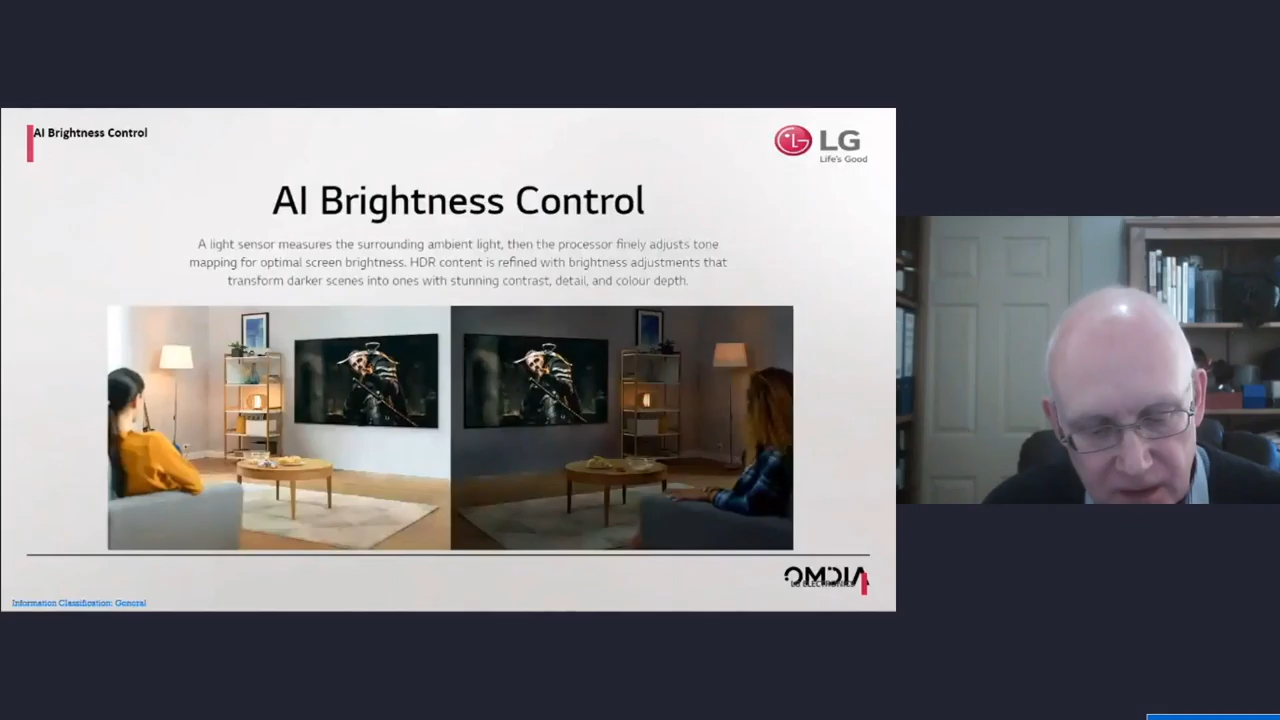 AI Brightness Control
LG
Life's Good
AI Brightness Control
A light sensor measures the surrounding ambient light, then the processor finely adjusts tone
mapping for optimal screen brightness. HDR content is refined with brightness adjustments that
transform darker scenes into ones with stunning contrast, detail, and colour depth.
OMDIA
LG ELECTRONICS
Information Classification: General